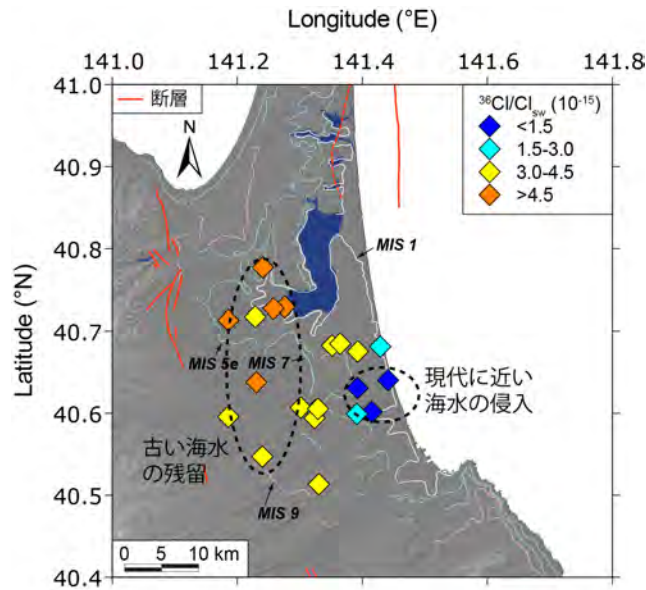 Longitude (°E)
141.0
141.2
141.4
141.6
141.8
Latitude (°N)
41.0
40.9
40.8
40.7
40.6
40.5
40.4
断層
N
³⁶Cl/Cl_sw (10⁻¹⁵)
<1.5
1.5-3.0
3.0-4.5
>4.5
MIS 1
MIS 5e
MIS 7
現代に近い
海水の侵入
古い海水
の残留
MIS 9
0 5 10 km